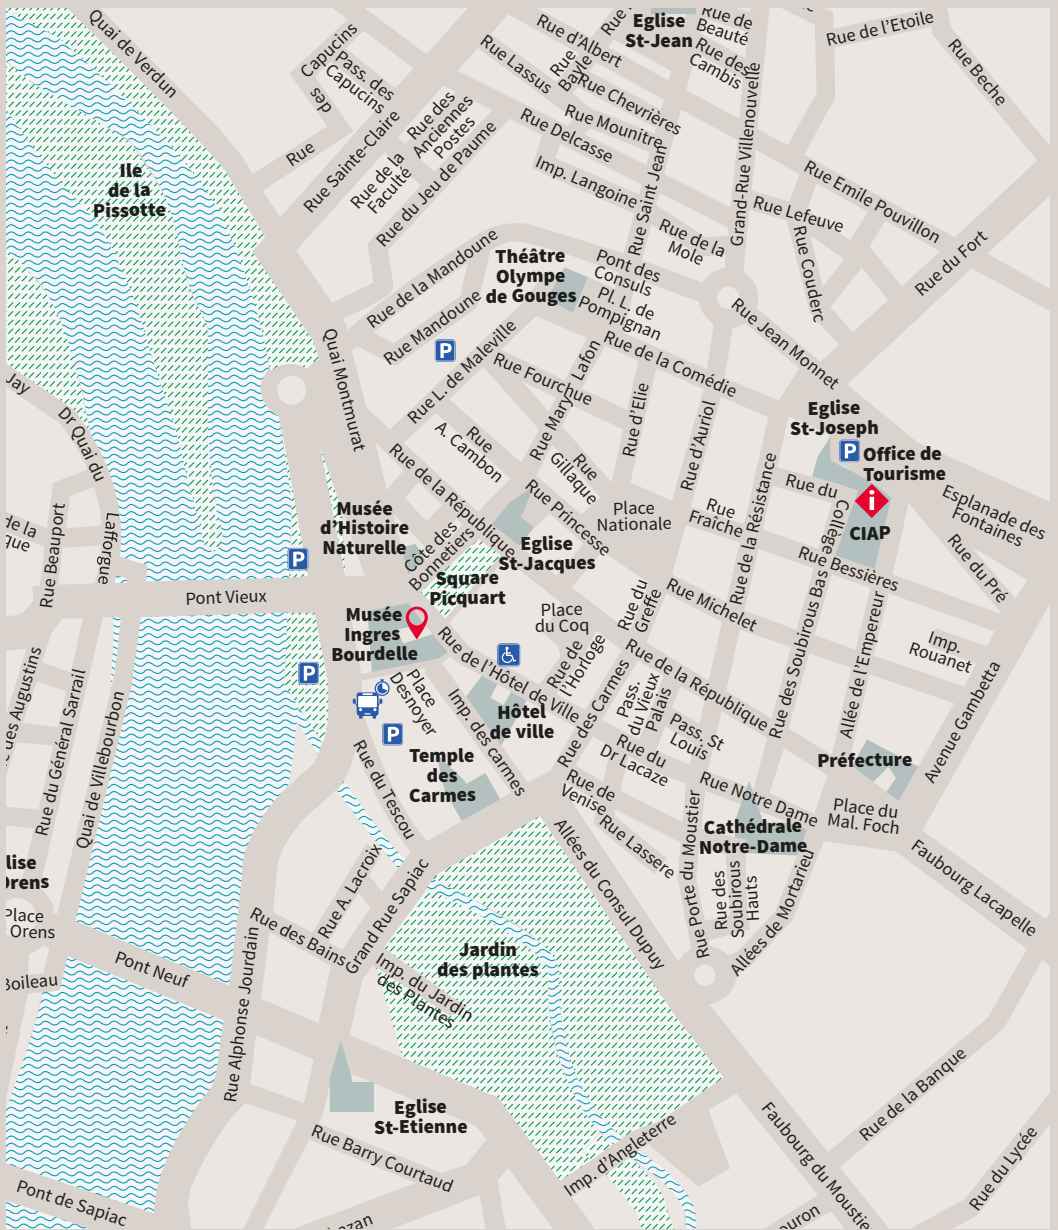 Quai de Verdun
Capucins
des
Rue
Pass. des
Capucins
Rue Sainte-Claire
Rue des
Anciennes
Postes
Rue de la
Faculté
Rue du Jeu de Paume
Rue Lassus
Rue d'Albert
Rue
Eglise
St-Jean
Rue de
Beauté
Rue des
Cambis
Rue
Bayle
Rue Chevrières
Rue Mounitre
Rue Delcasse
Imp. Langoine
Rue Saint Jean
Grand-Rue Villenouvelle
Rue de l'Etoile
Rue Beche
Rue Emile Pouvillon
Rue Lefeuve
Rue Couderc
Rue du Fort
Rue de la
Mole
Ile
de la
Pissotte
Théâtre
Olympe
de Gouges
Pont des
Consuls
Pl. L. de
Pompignan
Rue de la Mandoune
Rue Mandoune
P
Rue L. de Maleville
Rue Fourchue
Rue Mary Lafon
Rue de la Comédie
Rue Jean Monnet
Quai Montmurat
Rue
A. Cambon
Rue d'Elie
Rue d'Auriol
Rue
Gillaque
Rue de la République
Rue Princesse
Place
Nationale
Rue
Fraîche
Rue de la Résistance
Eglise
St-Joseph
P
Office de
Tourisme
i
CIAP
Rue du Collège
Esplanade des
Fontaines
Rue du Pré
Rue Bessières
Jay
Dr Quai du
Lafforgue
de la
que
Rue Beauport
Pont Vieux
P
Musée
d'Histoire
Naturelle
Côte des
Bonnetiers
Square
Picquart
Eglise
St-Jacques
Musée
Ingres
Bourdelle
Place
du Coq
Rue de l'Hôtel de Ville
Rue de
l'Horloge
Rue du
Greffe
Rue Michelet
Rue des Soubirous Bas
Allée de l'Empereur
Imp.
Rouanet
Avenue Gambetta
P
Place
Desnoyer
P
Imp. des carmes
Hôtel
de ville
Rue des Carmes
Rue de la République
Pass.
du Vieux
Palais
Pass. St
Louis
Rue du
Dr Lacaze
Préfecture
Rue des Augustins
Rue du Général Sarrail
Quai de Villebourbon
Rue du Tescou
Temple
des
Carmes
Rue de
Venise
Rue Lassere
Rue Notre Dame
Place du
Mal. Foch
Cathédrale
Notre-Dame
Rue Porte du Moustier
Rue des
Soubirous
Hauts
Allées de Mortarieu
Faubourg Lacapelle
Allées du Consul Dupuy
lise
Orens
Place
Orens
Boileau
Pont Neuf
Rue A. Lacroix
Grand Rue Sapiac
Rue des Bains
Rue Alphonse Jourdain
Imp. du Jardin
des Plantes
Jardin
des plantes
Eglise
St-Etienne
Rue Barry Courtaud
Imp. d'Angleterre
Faubourg du Moustie
Rue de la Banque
Rue du Lycée
Pont de Sapiac
ozan
ouron